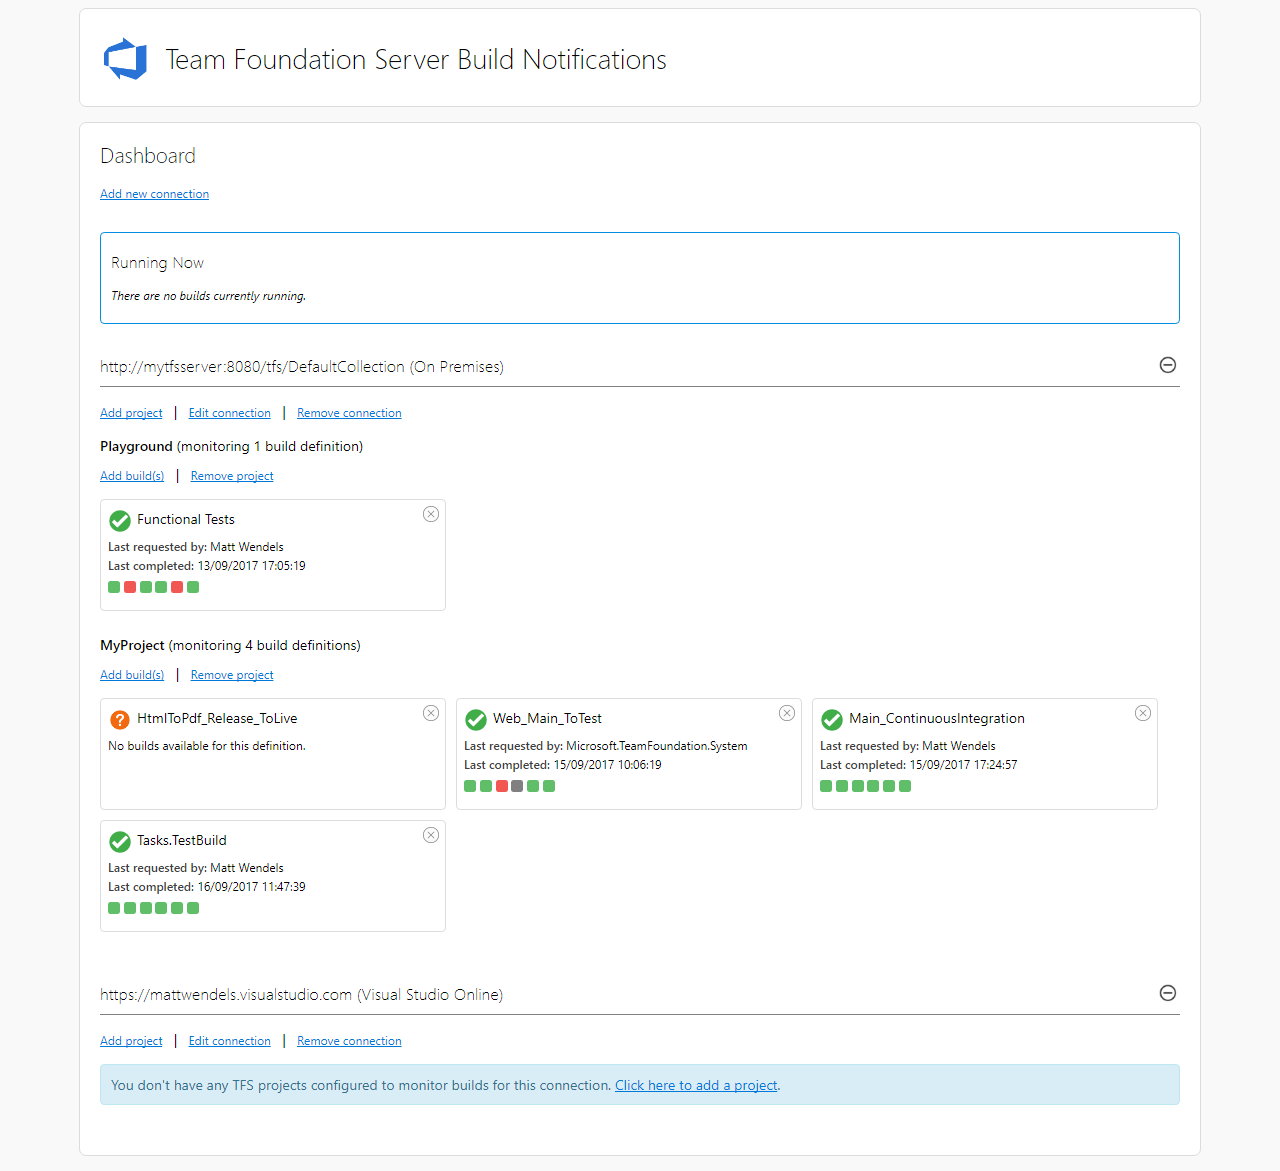 Team Foundation Server Build Notifications
Dashboard
Add new connection
Running Now
There are no builds currently running.
http://mytfsserver:8080/tfs/DefaultCollection (On Premises)
Add project | Edit connection | Remove connection
Playground (monitoring 1 build definition)
Add build(s) | Remove project
Functional Tests
Last requested by: Matt Wendels
Last completed: 13/09/2017 17:05:19
MyProject (monitoring 4 build definitions)
Add build(s) | Remove project
HtmlToPdf_Release_ToLive
No builds available for this definition.
Web_Main_ToTest
Last requested by: Microsoft.TeamFoundation.System
Last completed: 15/09/2017 10:06:19
Main_ContinuousIntegration
Last requested by: Matt Wendels
Last completed: 15/09/2017 17:24:57
Tasks.TestBuild
Last requested by: Matt Wendels
Last completed: 16/09/2017 11:47:39
https://mattwendels.visualstudio.com (Visual Studio Online)
Add project | Edit connection | Remove connection
You don't have any TFS projects configured to monitor builds for this connection. Click here to add a project.